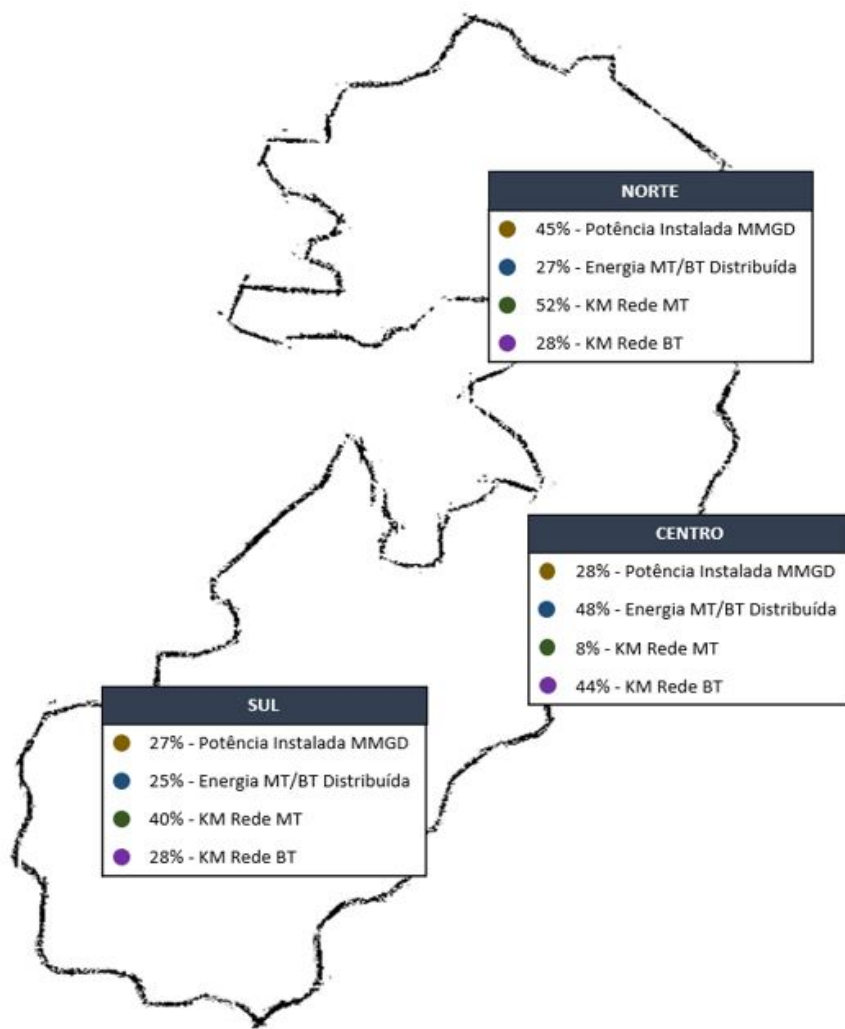 NORTE
45% - Potência Instalada MMGD
27% - Energia MT/BT Distribuída
52% - KM Rede MT
28% - KM Rede BT
CENTRO
28% - Potência Instalada MMGD
48% - Energia MT/BT Distribuída
8% - KM Rede MT
44% - KM Rede BT
SUL
27% - Potência Instalada MMGD
25% - Energia MT/BT Distribuída
40% - KM Rede MT
28% - KM Rede BT